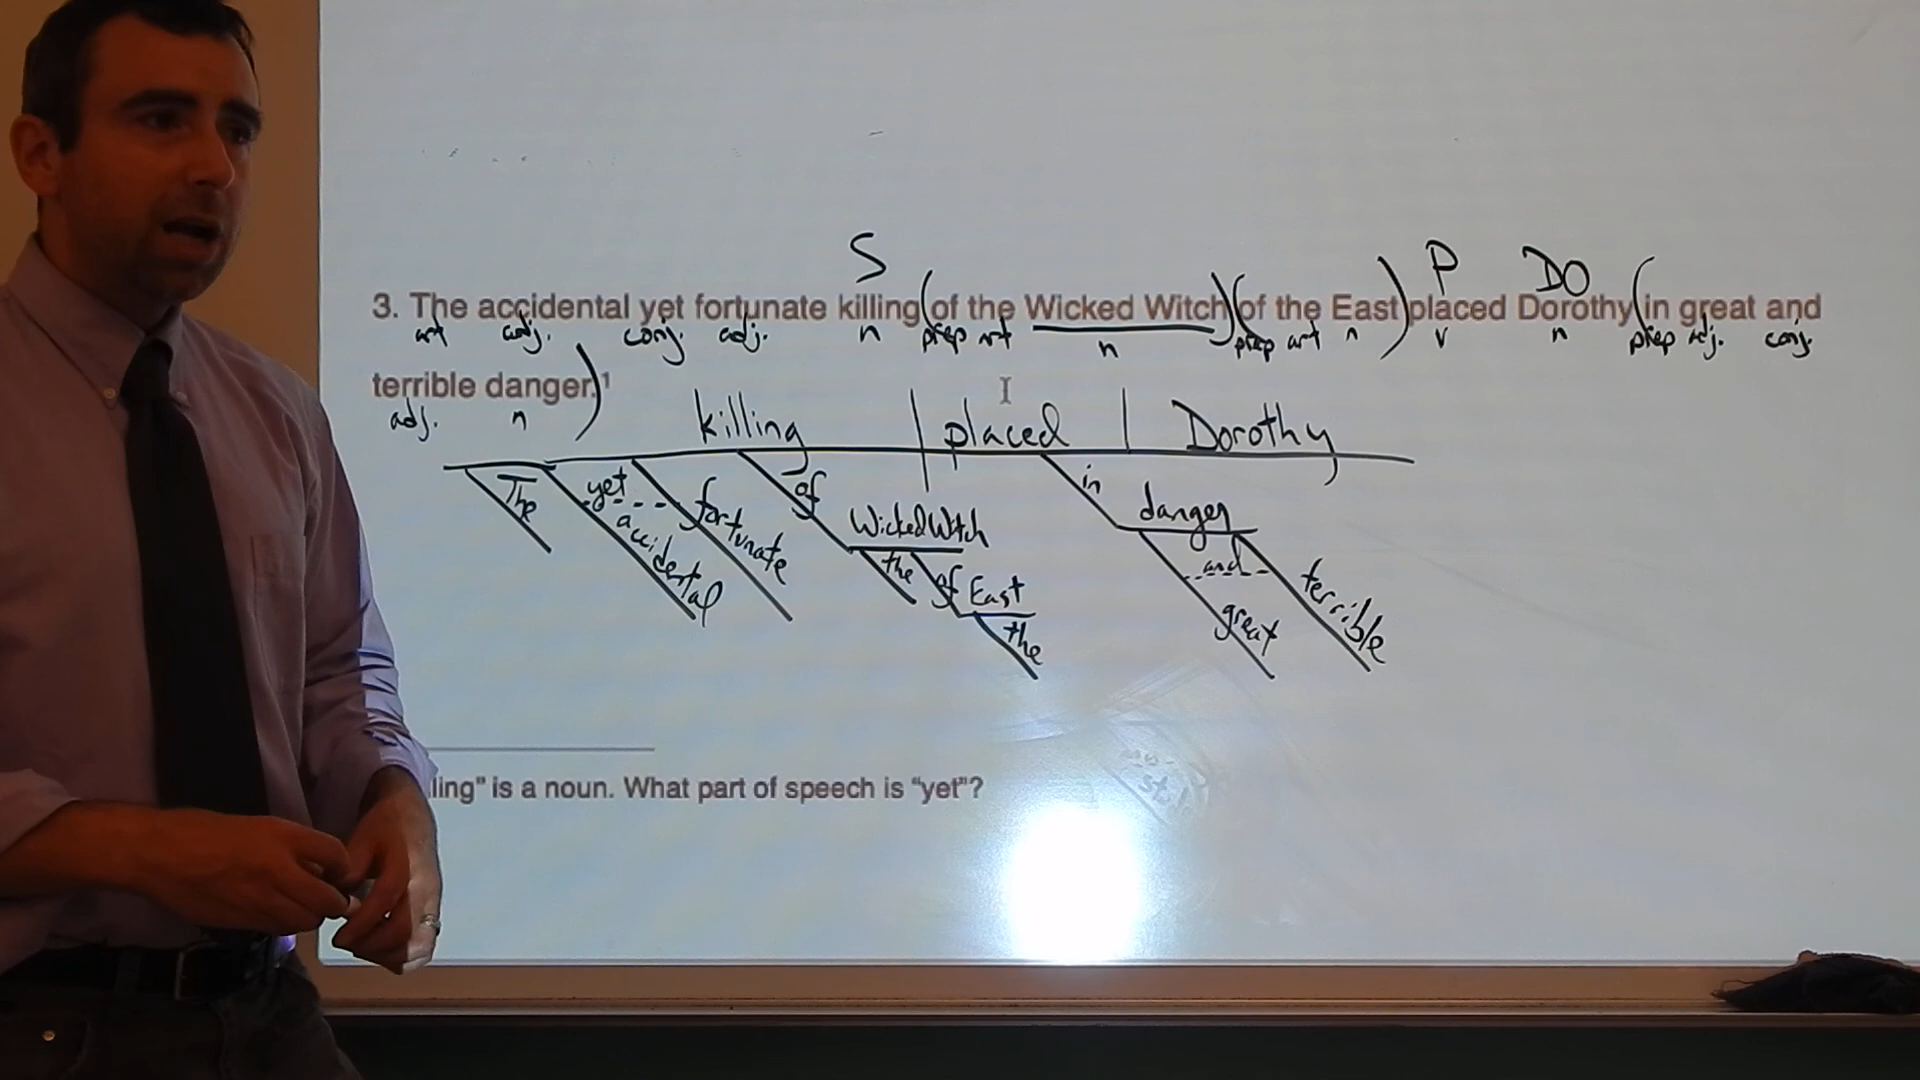 S P DO
3. The accidental yet fortunate killing (of the Wicked Witch) (of the East) placed Dorothy (in great and
art adj. conj. adj. n prep art n prep art n v n prep adj. conj.
terrible danger.)¹
adj. n
killing | placed | Dorothy
The yet accidental fortunate of Wicked Witch the of East the in danger and great terrible
ling" is a noun. What part of speech is "yet"?